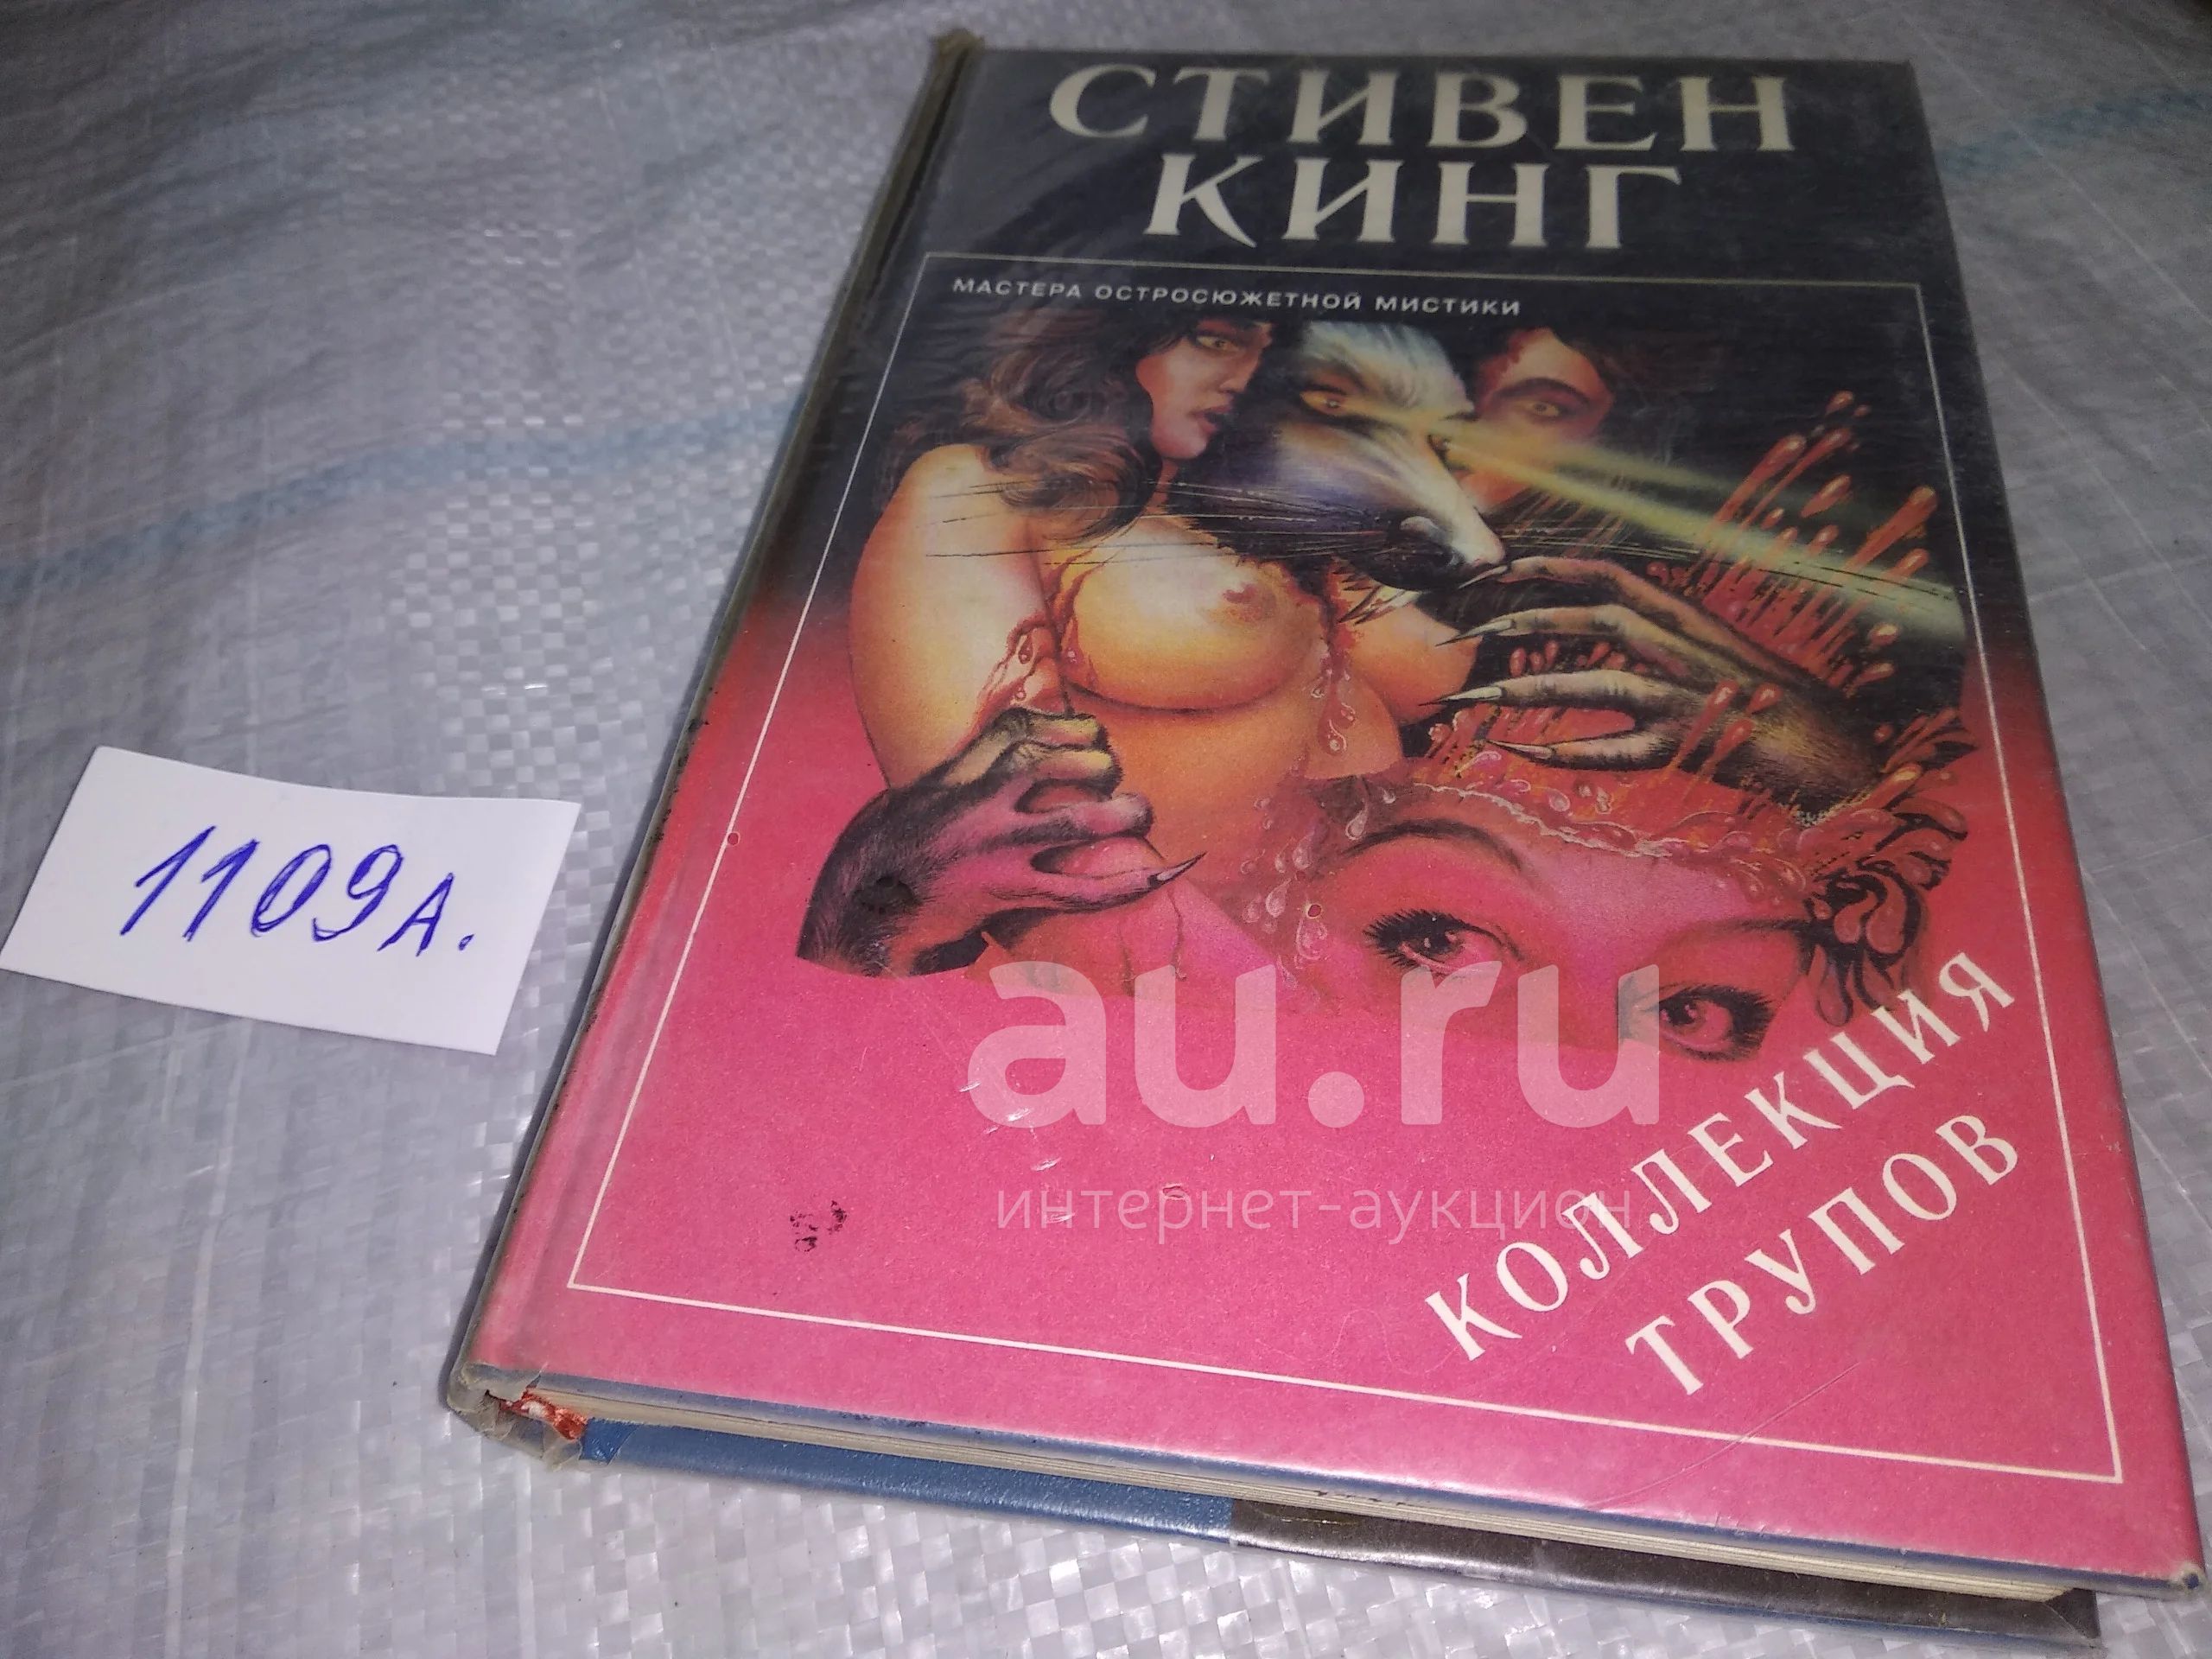 СТИВЕН
КИНГ
МАСТЕРА ОСТРОСЮЖЕТНОЙ МИСТИКИ
1109А.
au.ru
интернет-аукцион
КОЛЛЕКЦИЯ
ТРУПОВ